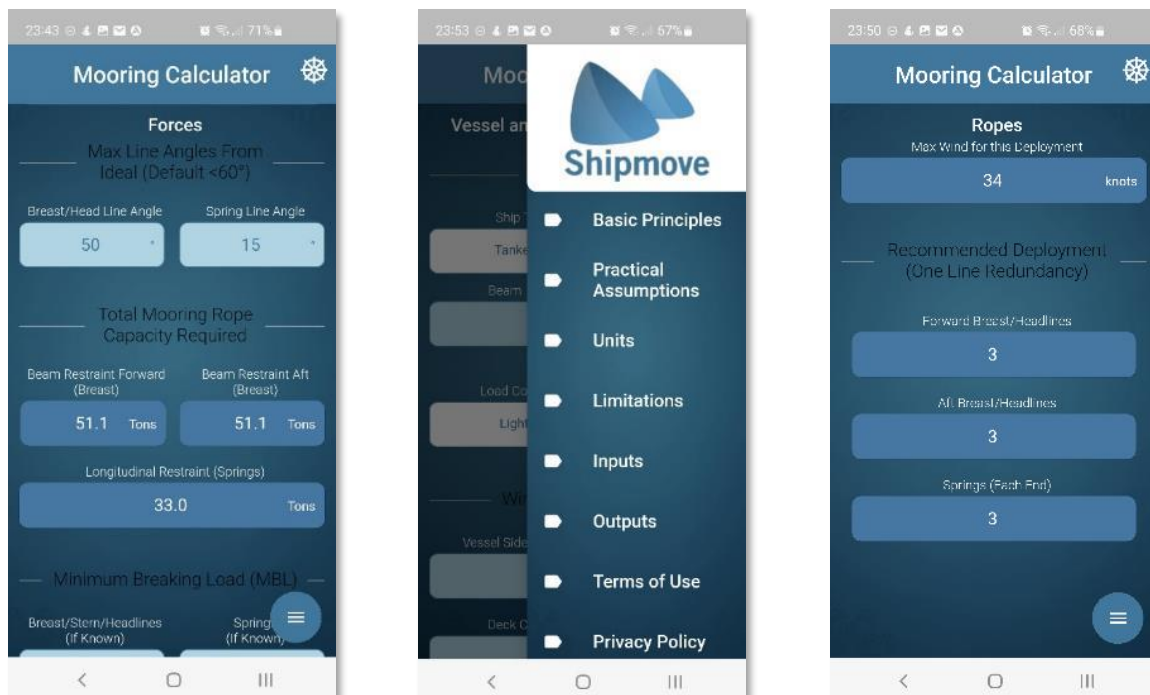 23:43
71%
Mooring Calculator
Forces
Max Line Angles From
Ideal (Default <60°)
Breast/Head Line Angle
Spring Line Angle
50 °
15 °
Total Mooring Rope
Capacity Required
Beam Restraint Forward
(Breast)
Beam Restraint Aft
(Breast)
51.1 Tons
51.1 Tons
Longitudinal Restraint (Springs)
33.0 Tons
Minimum Breaking Load (MBL)
Breast/Stern/Headlines
(If Known)
Spring
(If Known)
23:53
67%
Moo
Vessel an
Ship T
Tanke
Beam
Load Co
Light
Wi
Vessel Side
Deck C
Shipmove
Basic Principles
Practical
Assumptions
Units
Limitations
Inputs
Outputs
Terms of Use
Privacy Policy
23:50
68%
Mooring Calculator
Ropes
Max Wind for this Deployment
34 knots
Recommended Deployment
(One Line Redundancy)
Forward Breast/Headlines
3
Aft Breast/Headlines
3
Springs (Each End)
3